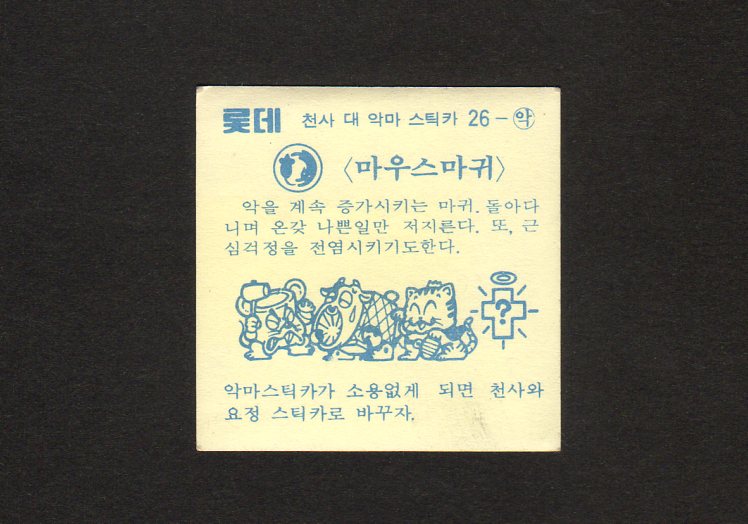 롯데 천사 대 악마 스틱카 26-약
〈마우스마귀〉
악을 계속 증가시키는 마귀. 돌아다
니며 온갖 나쁜일만 저지른다. 또, 근
심걱정을 전염시키기도한다.
?
악마스틱카가 소용없게 되면 천사와
요정 스틱카로 바꾸자.